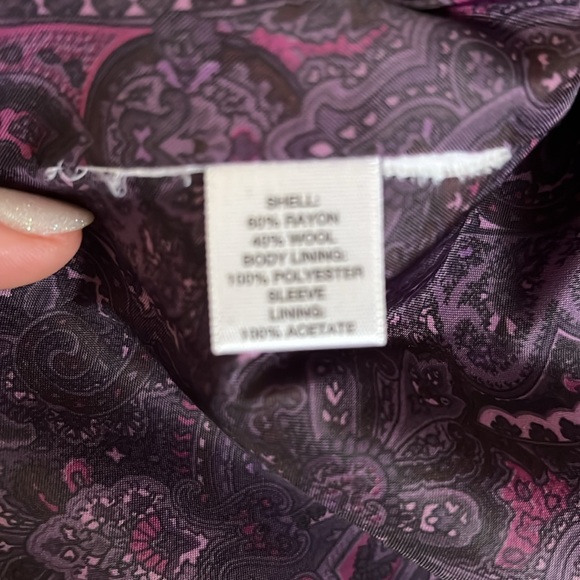 SHELL:
60% RAYON
40% WOOL
BODY LINING:
100% POLYESTER
SLEEVE
LINING:
100% ACETATE